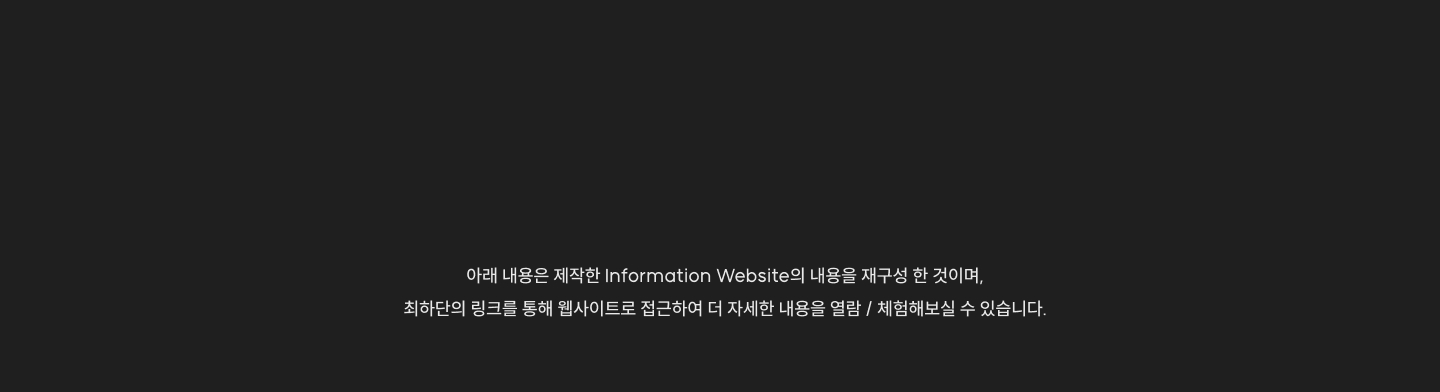 아래 내용은 제작한 Information Website의 내용을 재구성 한 것이며,
최하단의 링크를 통해 웹사이트로 접근하여 더 자세한 내용을 열람 / 체험해보실 수 있습니다.